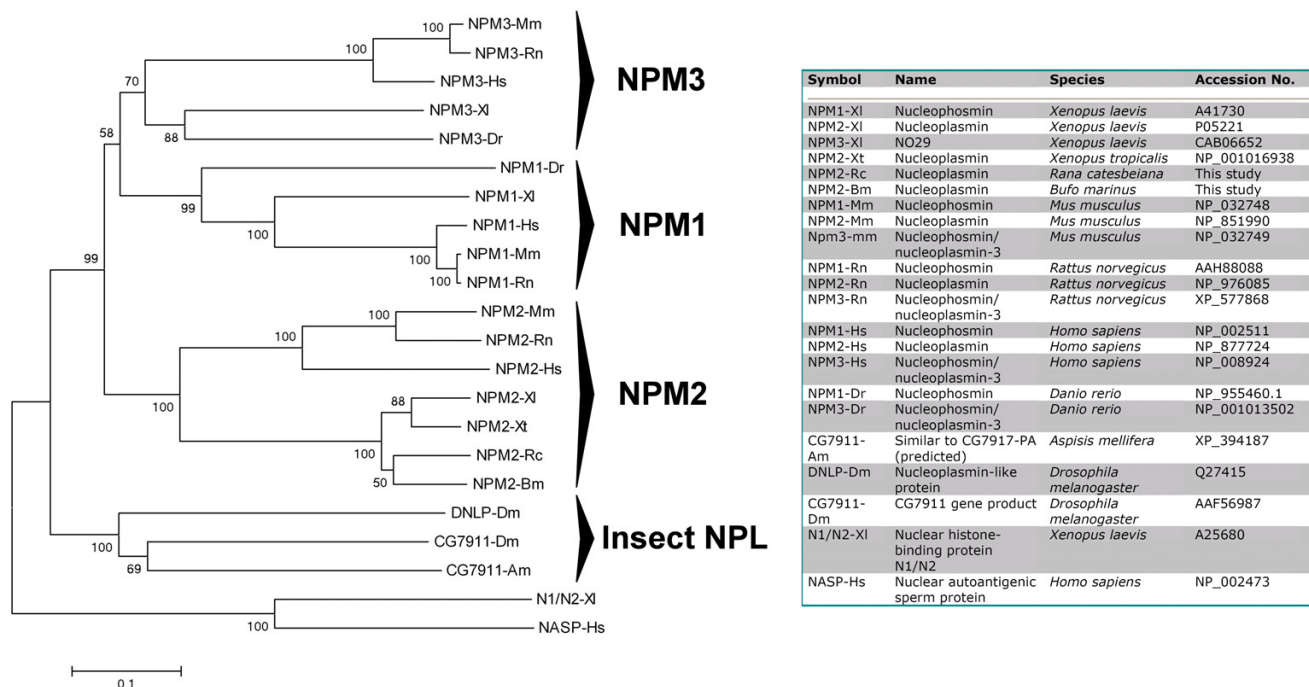 NPM3-Mm
100
NPM3-Rn
100
NPM3-Hs
70
NPM3-Xl
88
NPM3-Dr
NPM3
58
NPM1-Dr
99
NPM1-Xl
100
NPM1-Hs
NPM1-Mm
100
NPM1-Rn
NPM1
99
NPM2-Mm
100
NPM2-Rn
100
NPM2-Hs
100
NPM2-Xl
88
NPM2-Xt
100
NPM2-Rc
50
NPM2-Bm
NPM2
DNLP-Dm
100
CG7911-Dm
69
CG7911-Am
Insect NPL
N1/N2-Xl
100
NASP-Hs
0.1
Symbol Name Species Accession No.
NPM1-Xl Nucleophosmin Xenopus laevis A41730
NPM2-Xl Nucleoplasmin Xenopus laevis P05221
NPM3-Xl NO29 Xenopus laevis CAB06652
NPM2-Xt Nucleoplasmin Xenopus tropicalis NP_001016938
NPM2-Rc Nucleoplasmin Rana catesbeiana This study
NPM2-Bm Nucleoplasmin Bufo marinus This study
NPM1-Mm Nucleophosmin Mus musculus NP_032748
NPM2-Mm Nucleoplasmin Mus musculus NP_851990
Npm3-mm Nucleophosmin/ Mus musculus NP_032749
nucleoplasmin-3
NPM1-Rn Nucleophosmin Rattus norvegicus AAH88088
NPM2-Rn Nucleoplasmin Rattus norvegicus NP_976085
NPM3-Rn Nucleophosmin/ Rattus norvegicus XP_577868
nucleoplasmin-3
NPM1-Hs Nucleophosmin Homo sapiens NP_002511
NPM2-Hs Nucleoplasmin Homo sapiens NP_877724
NPM3-Hs Nucleophosmin/ Homo sapiens NP_008924
nucleoplasmin-3
NPM1-Dr Nucleophosmin Danio rerio NP_955460.1
NPM3-Dr Nucleophosmin/ Danio rerio NP_001013502
nucleoplasmin-3
CG7911- Similar to CG7917-PA Aspisis mellifera XP_394187
Am (predicted)
DNLP-Dm Nucleoplasmin-like Drosophila Q27415
protein melanogaster
CG7911- CG7911 gene product Drosophila AAF56987
Dm melanogaster
N1/N2-Xl Nuclear histone- Xenopus laevis A25680
binding protein
N1/N2
NASP-Hs Nuclear autoantigenic Homo sapiens NP_002473
sperm protein